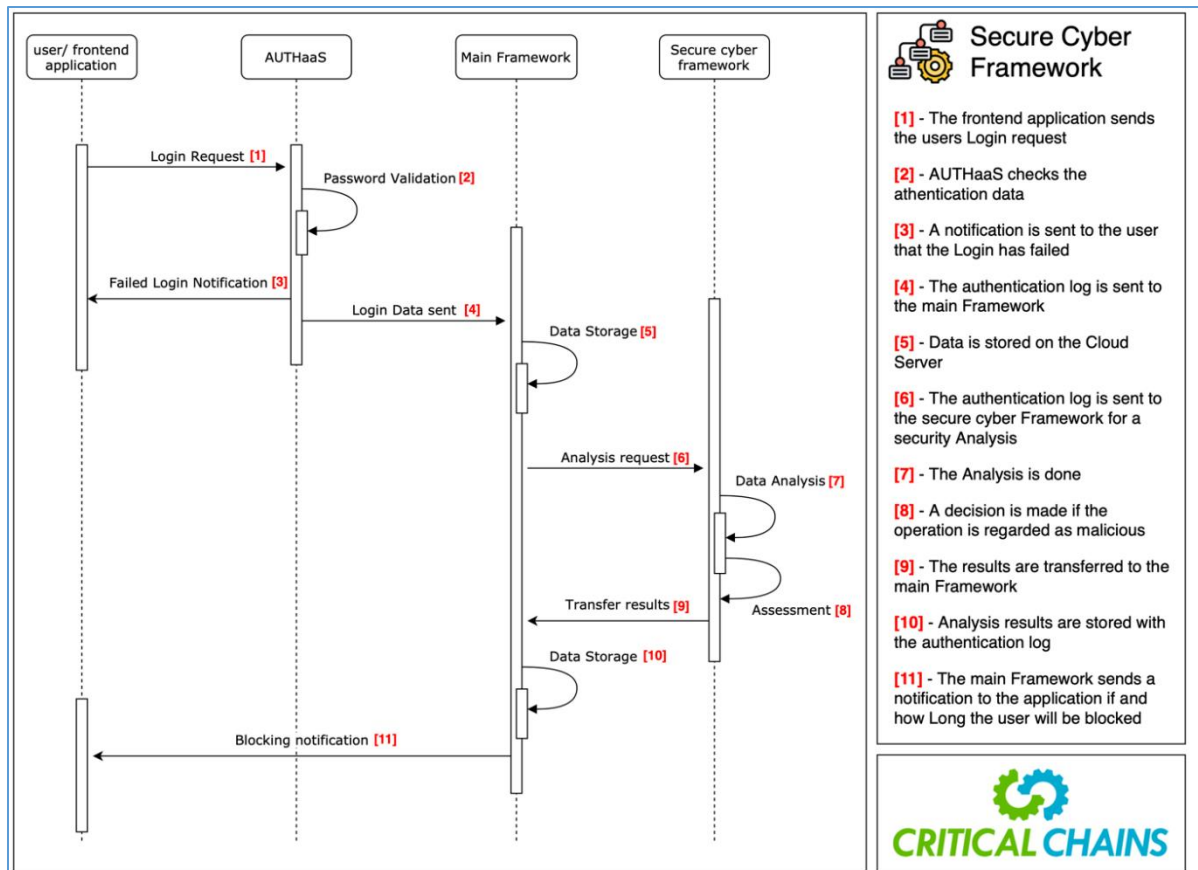 user/ frontend
application
AUTHaaS
Main Framework
Secure cyber
framework
Login Request [1]
Password Validation [2]
Failed Login Notification [3]
Login Data sent [4]
Data Storage [5]
Analysis request [6]
Data Analysis [7]
Transfer results [9]
Assessment [8]
Data Storage [10]
Blocking notification [11]
Secure Cyber
Framework
[1] - The frontend application sends
the users Login request
[2] - AUTHaaS checks the
athentication data
[3] - A notification is sent to the user
that the Login has failed
[4] - The authentication log is sent to
the main Framework
[5] - Data is stored on the Cloud
Server
[6] - The authentication log is sent to
the secure cyber Framework for a
security Analysis
[7] - The Analysis is done
[8] - A decision is made if the
operation is regarded as malicious
[9] - The results are transferred to the
main Framework
[10] - Analysis results are stored with
the authentication log
[11] - The main Framework sends a
notification to the application if and
how Long the user will be blocked
CRITICAL CHAINS